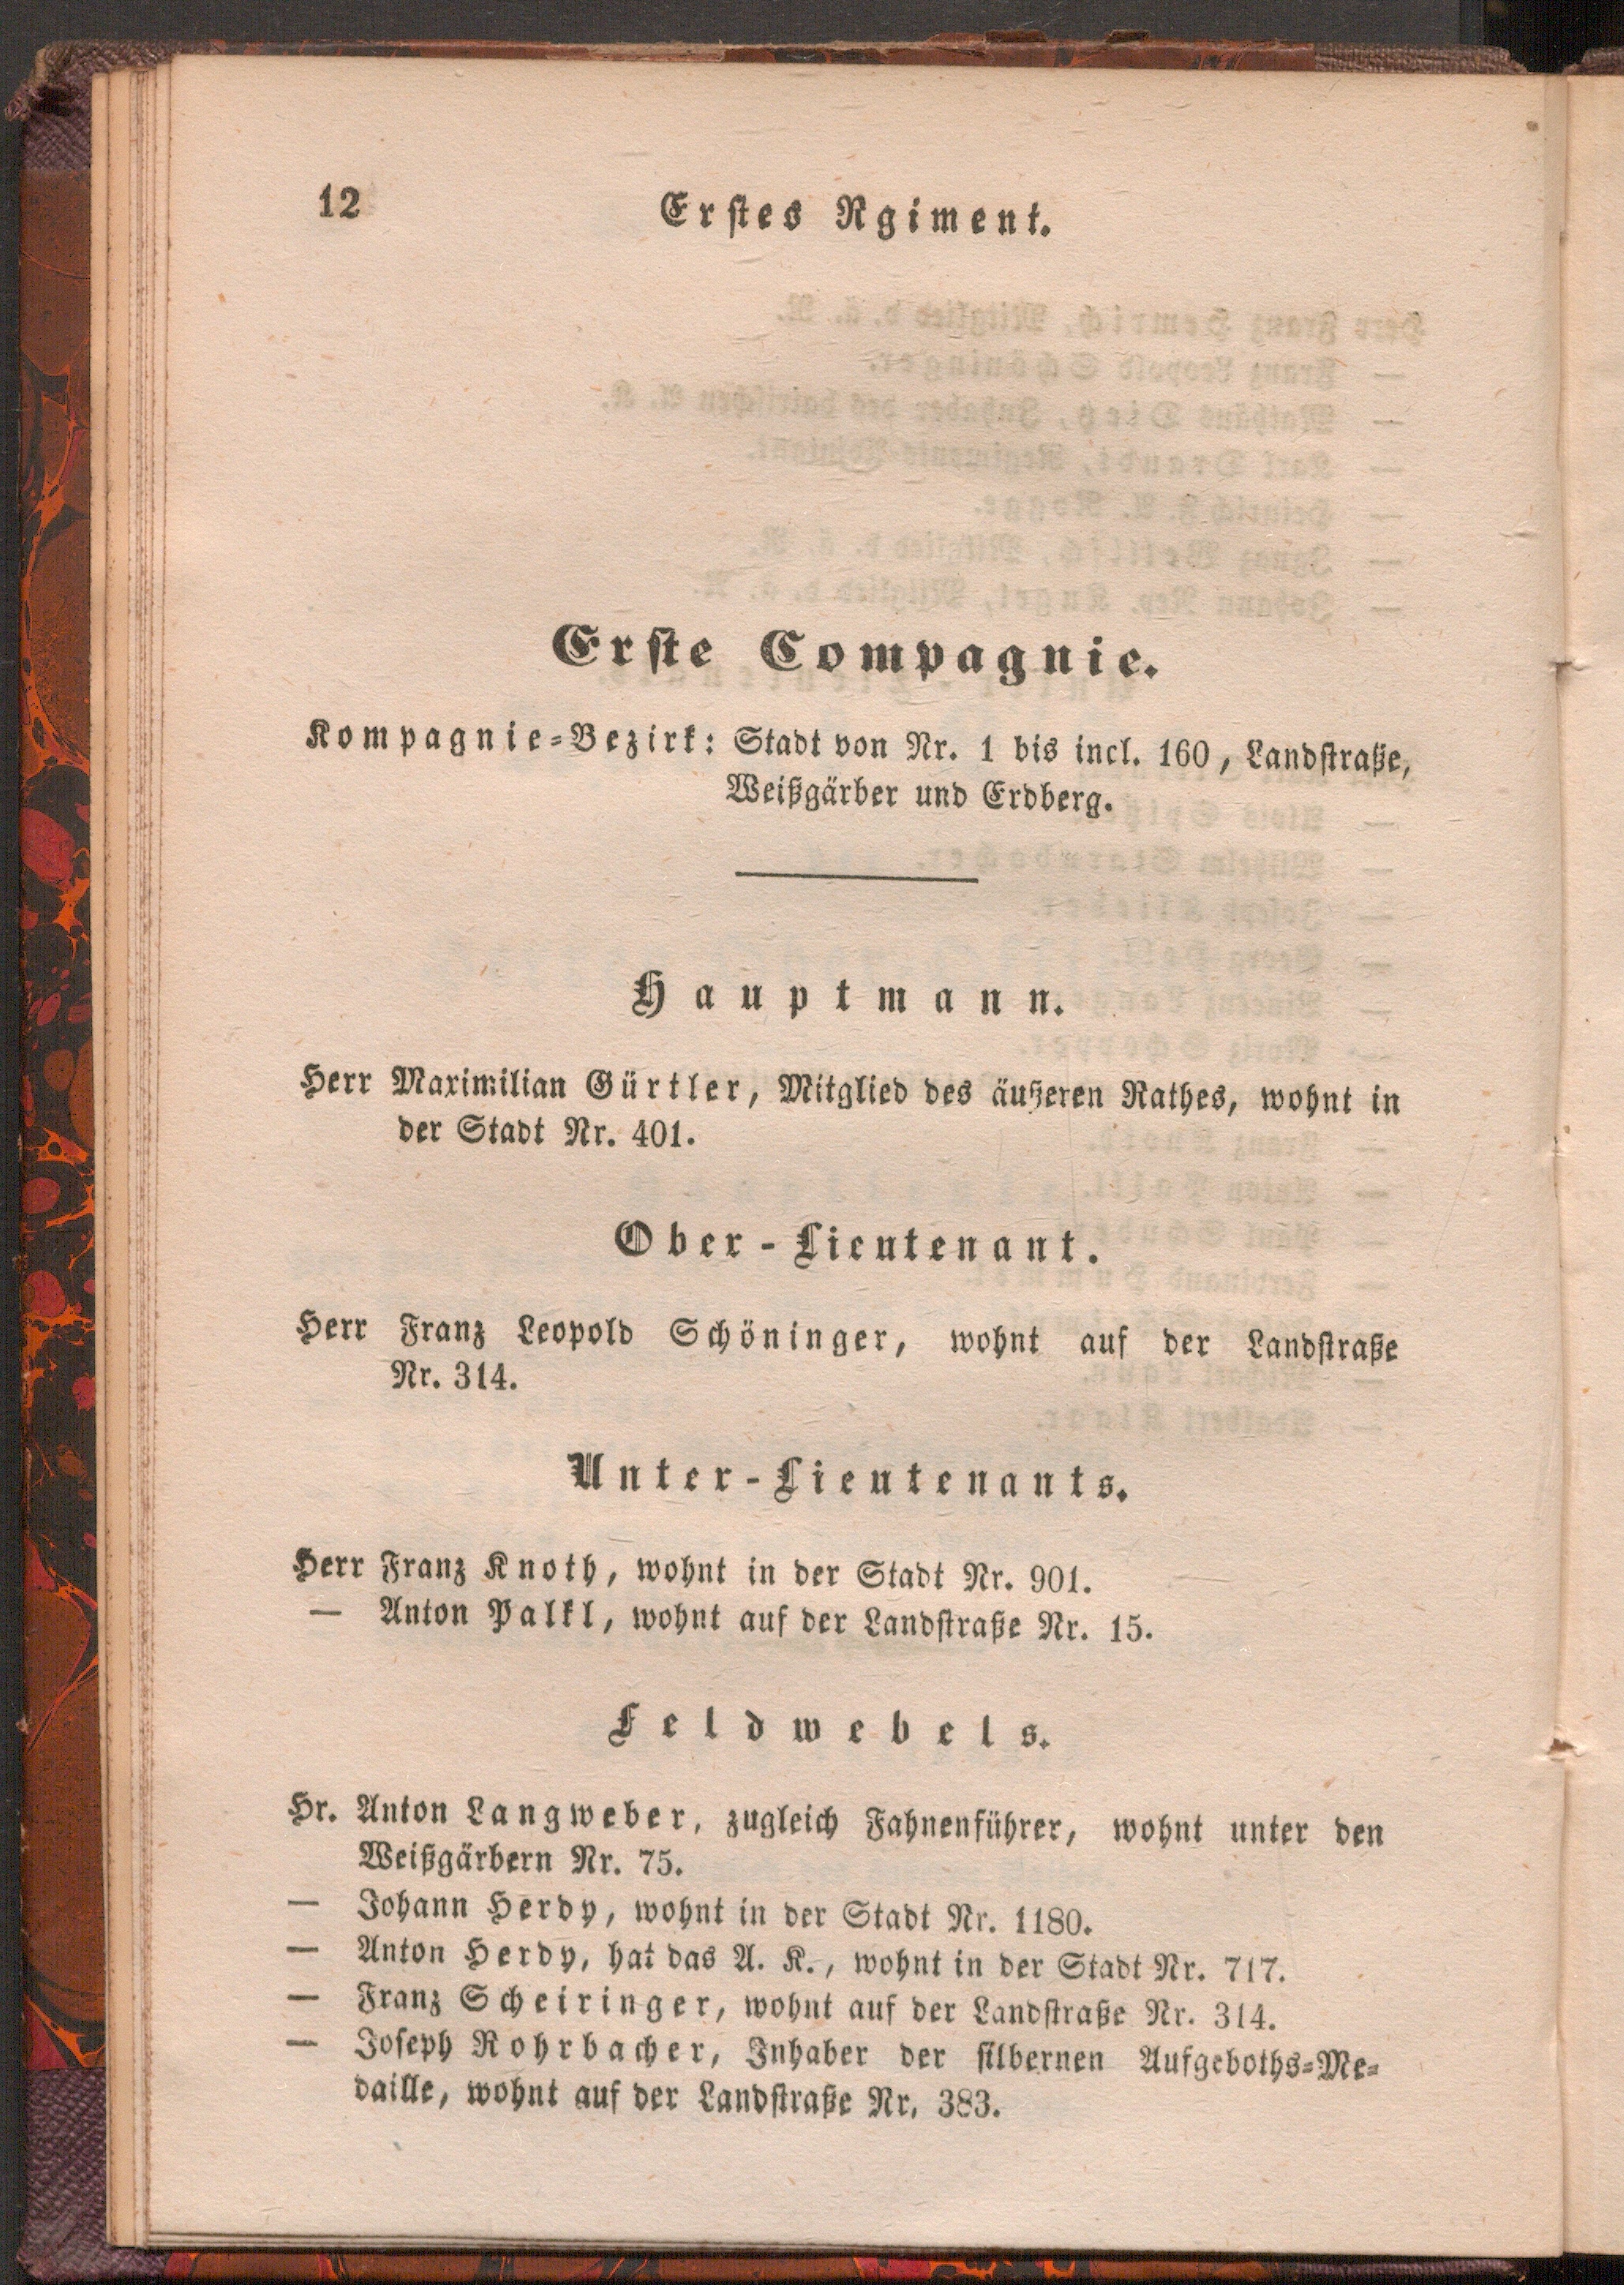 12
Erstes Rgiment.
Erste Compagnie.
Kompagnie-Bezirk: Stadt von Nr. 1 bis incl. 160, Landstraße,
Weißgärber und Erdberg.
Hauptmann.
Herr Maximilian Gürtler, Mitglied des äußeren Rathes, wohnt in
der Stadt Nr. 401.
Ober-Lieutenant.
Herr Franz Leopold Schöninger, wohnt auf der Landstraße
Nr. 314.
Unter-Lieutenants.
Herr Franz Knoth, wohnt in der Stadt Nr. 901.
— Anton Palkl, wohnt auf der Landstraße Nr. 15.
Feldwebels.
Hr. Anton Langweber, zugleich Fahnenführer, wohnt unter den
Weißgärbern Nr. 75.
— Johann Herdy, wohnt in der Stadt Nr. 1180.
— Anton Herdy, hat das A. K., wohnt in der Stadt Nr. 717.
— Franz Scheiringer, wohnt auf der Landstraße Nr. 314.
— Joseph Rohrbacher, Inhaber der silbernen Aufgeboths-Me-
daille, wohnt auf der Landstraße Nr, 383.